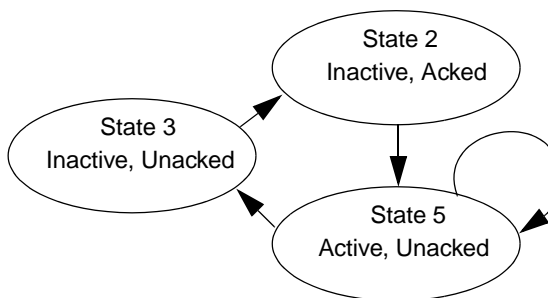 State 2
Inactive, Acked
State 3
Inactive, Unacked
State 5
Active, Unacked